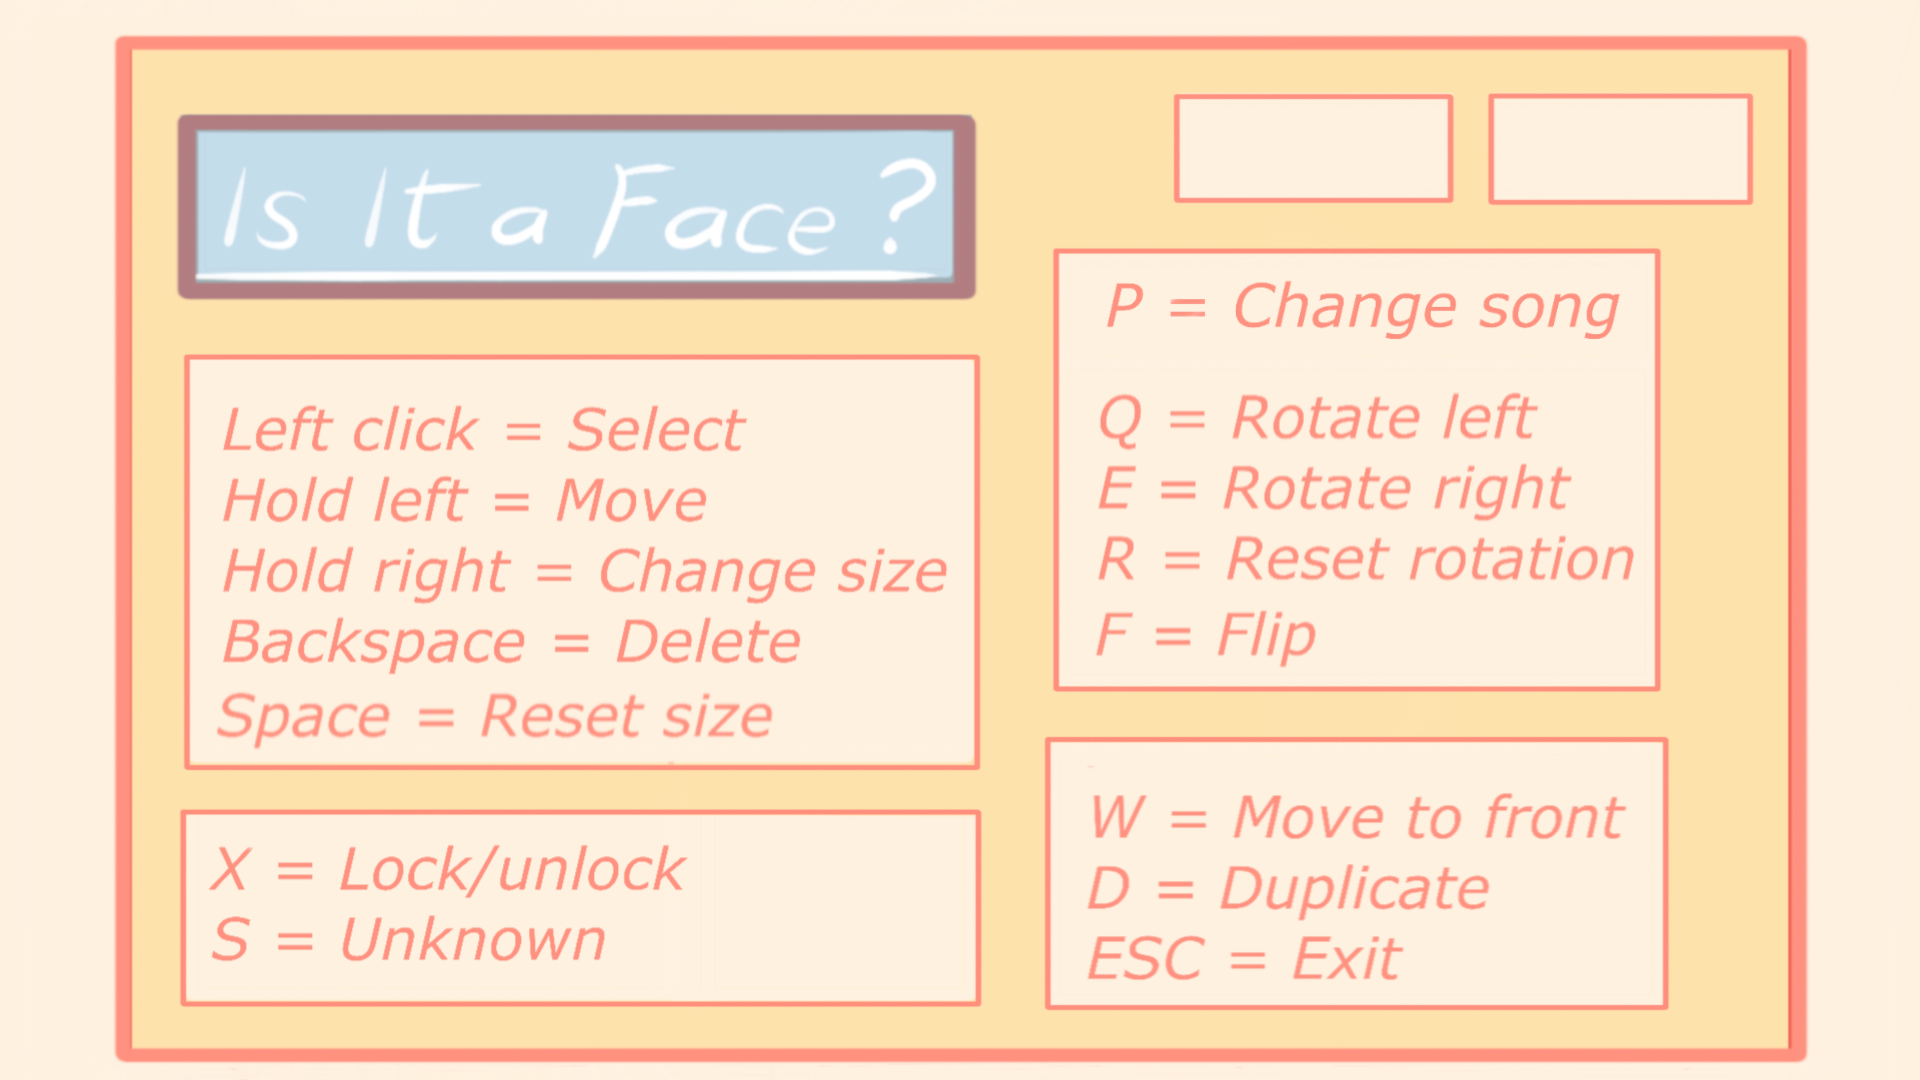 Is It a Face?
Left click = Select
Hold left = Move
Hold right = Change size
Backspace = Delete
Space = Reset size
X = Lock/unlock
S = Unknown
P = Change song
Q = Rotate left
E = Rotate right
R = Reset rotation
F = Flip
W = Move to front
D = Duplicate
ESC = Exit